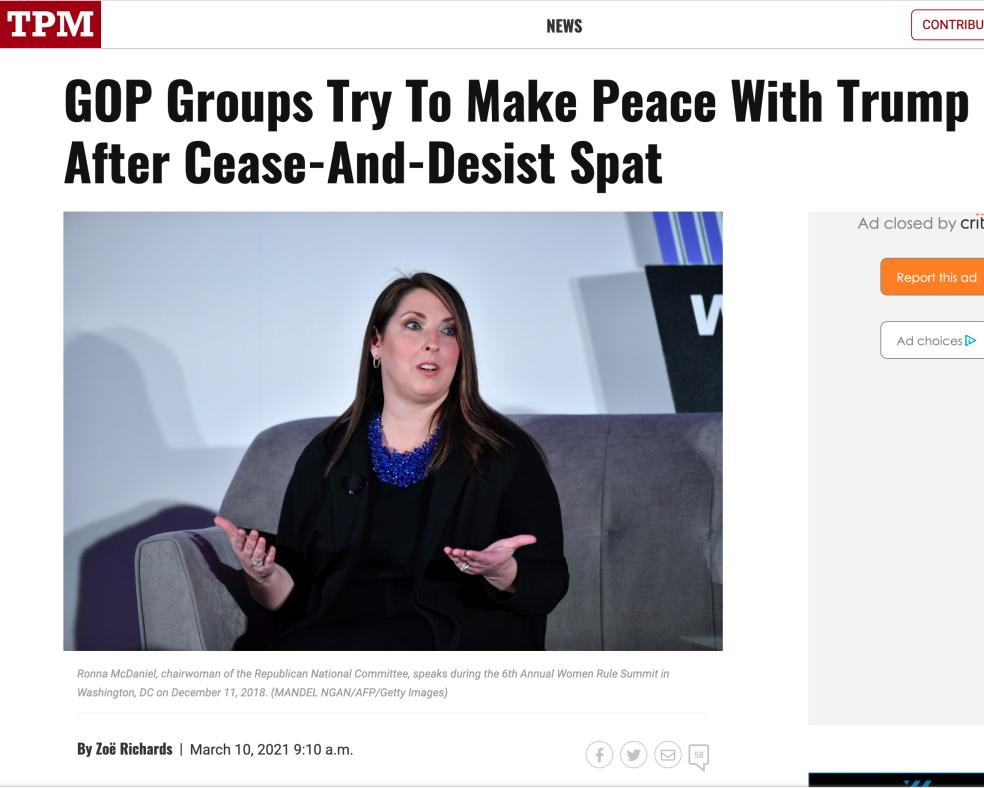 TPM
NEWS
CONTRIBU
GOP Groups Try To Make Peace With Trump
After Cease-And-Desist Spat
W
Ad closed by crit
Report this ad
Ad choices
Ronna McDaniel, chairwoman of the Republican National Committee, speaks during the 6th Annual Women Rule Summit in
Washington, DC on December 11, 2018. (MANDEL NGAN/AFP/Getty Images)
By Zoë Richards | March 10, 2021 9:10 a.m.
58